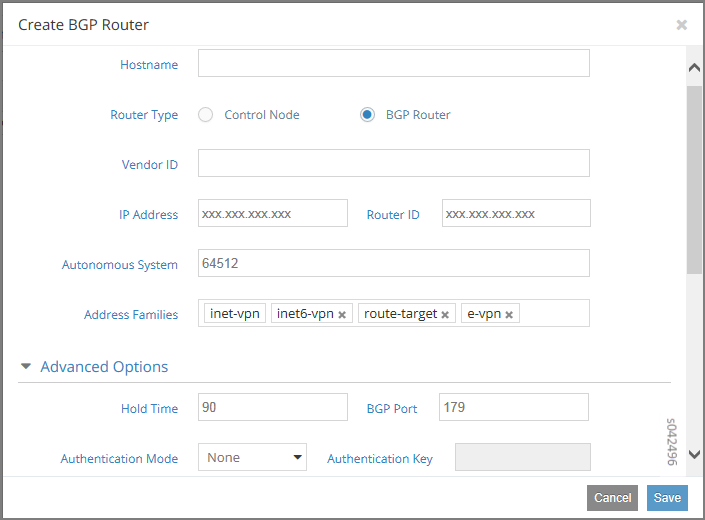 Create BGP Router ×
Hostname
Router Type Control Node BGP Router
Vendor ID
IP Address xxx.xxx.xxx.xxx Router ID xxx.xxx.xxx.xxx
Autonomous System 64512
Address Families inet-vpn inet6-vpn × route-target × e-vpn ×
Advanced Options
Hold Time 90 BGP Port 179
Authentication Mode None Authentication Key
s042496
Cancel Save